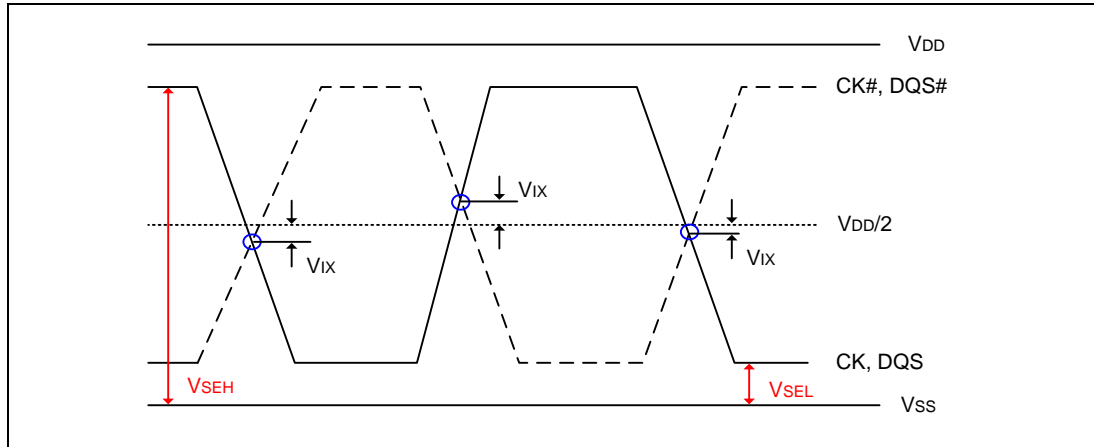 VDD
CK#, DQS#
VIX
VDD/2
VIX
VIX
CK, DQS
VSEH
VSEL
VSS